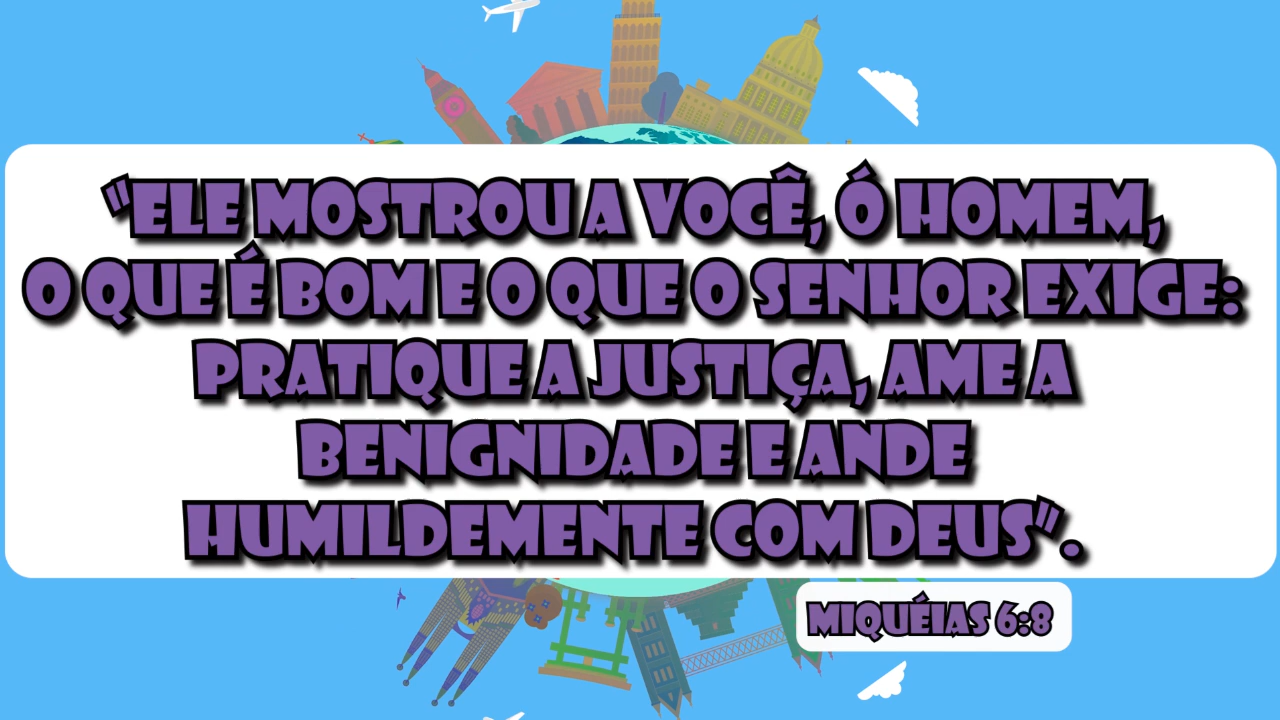 "ELE MOSTROU A VOCÊ, Ó HOMEM,
O QUE É BOM E O QUE O SENHOR EXIGE:
PRATIQUE A JUSTIÇA, AME A
BENIGNIDADE E ANDE
HUMILDEMENTE COM DEUS".
MIQUÉIAS 6:8